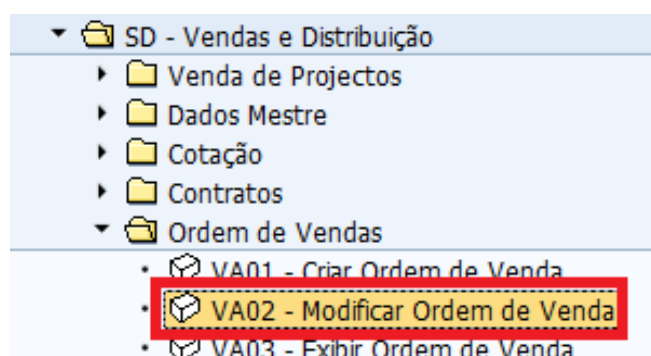 SD - Vendas e Distribuição
Venda de Projectos
Dados Mestre
Cotação
Contratos
Ordem de Vendas
VA01 - Criar Ordem de Venda
VA02 - Modificar Ordem de Venda
VA03 - Exibir Ordem de Venda